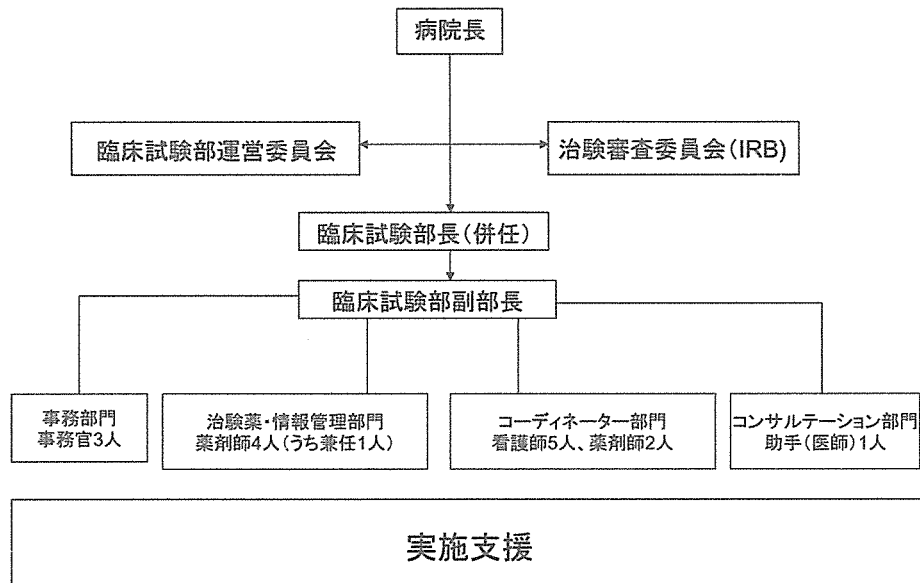 病院長
臨床試験部運営委員会
治験審査委員会(IRB)
臨床試験部長(併任)
臨床試験部副部長
事務部門
事務官3人
治験薬・情報管理部門
薬剤師4人(うち兼任1人)
コーディネーター部門
看護師5人、薬剤師2人
コンサルテーション部門
助手(医師)1人
実施支援